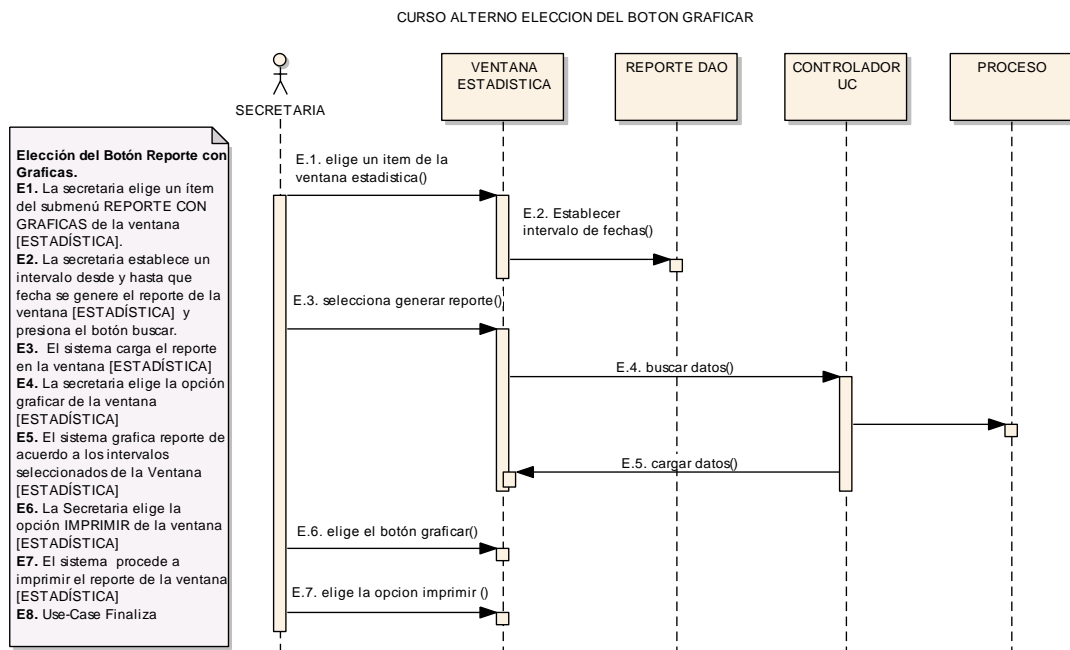 CURSO ALTERNO ELECCION DEL BOTON GRAFICAR
SECRETARIA
VENTANA
ESTADISTICA
REPORTE DAO
CONTROLADOR
UC
PROCESO
Elección del Botón Reporte con
Graficas.
E1. La secretaria elige un ítem
del submenú REPORTE CON
GRAFICAS de la ventana
[ESTADÍSTICA].
E2. La secretaria establece un
intervalo desde y hasta que
fecha se genere el reporte de la
ventana [ESTADÍSTICA] y
presiona el botón buscar.
E3. El sistema carga el reporte
en la ventana [ESTADÍSTICA]
E4. La secretaria elige la opción
graficar de la ventana
[ESTADÍSTICA]
E5. El sistema grafica reporte de
acuerdo a los intervalos
seleccionados de la Ventana
[ESTADÍSTICA]
E6. La Secretaria elige la
opción IMPRIMIR de la ventana
[ESTADÍSTICA]
E7. El sistema procede a
imprimir el reporte de la ventana
[ESTADÍSTICA]
E8. Use-Case Finaliza
E.1. elige un item de la
ventana estadistica()
E.2. Establecer
intervalo de fechas()
E.3. selecciona generar reporte()
E.4. buscar datos()
E.5. cargar datos()
E.6. elige el botón graficar()
E.7. elige la opcion imprimir ()